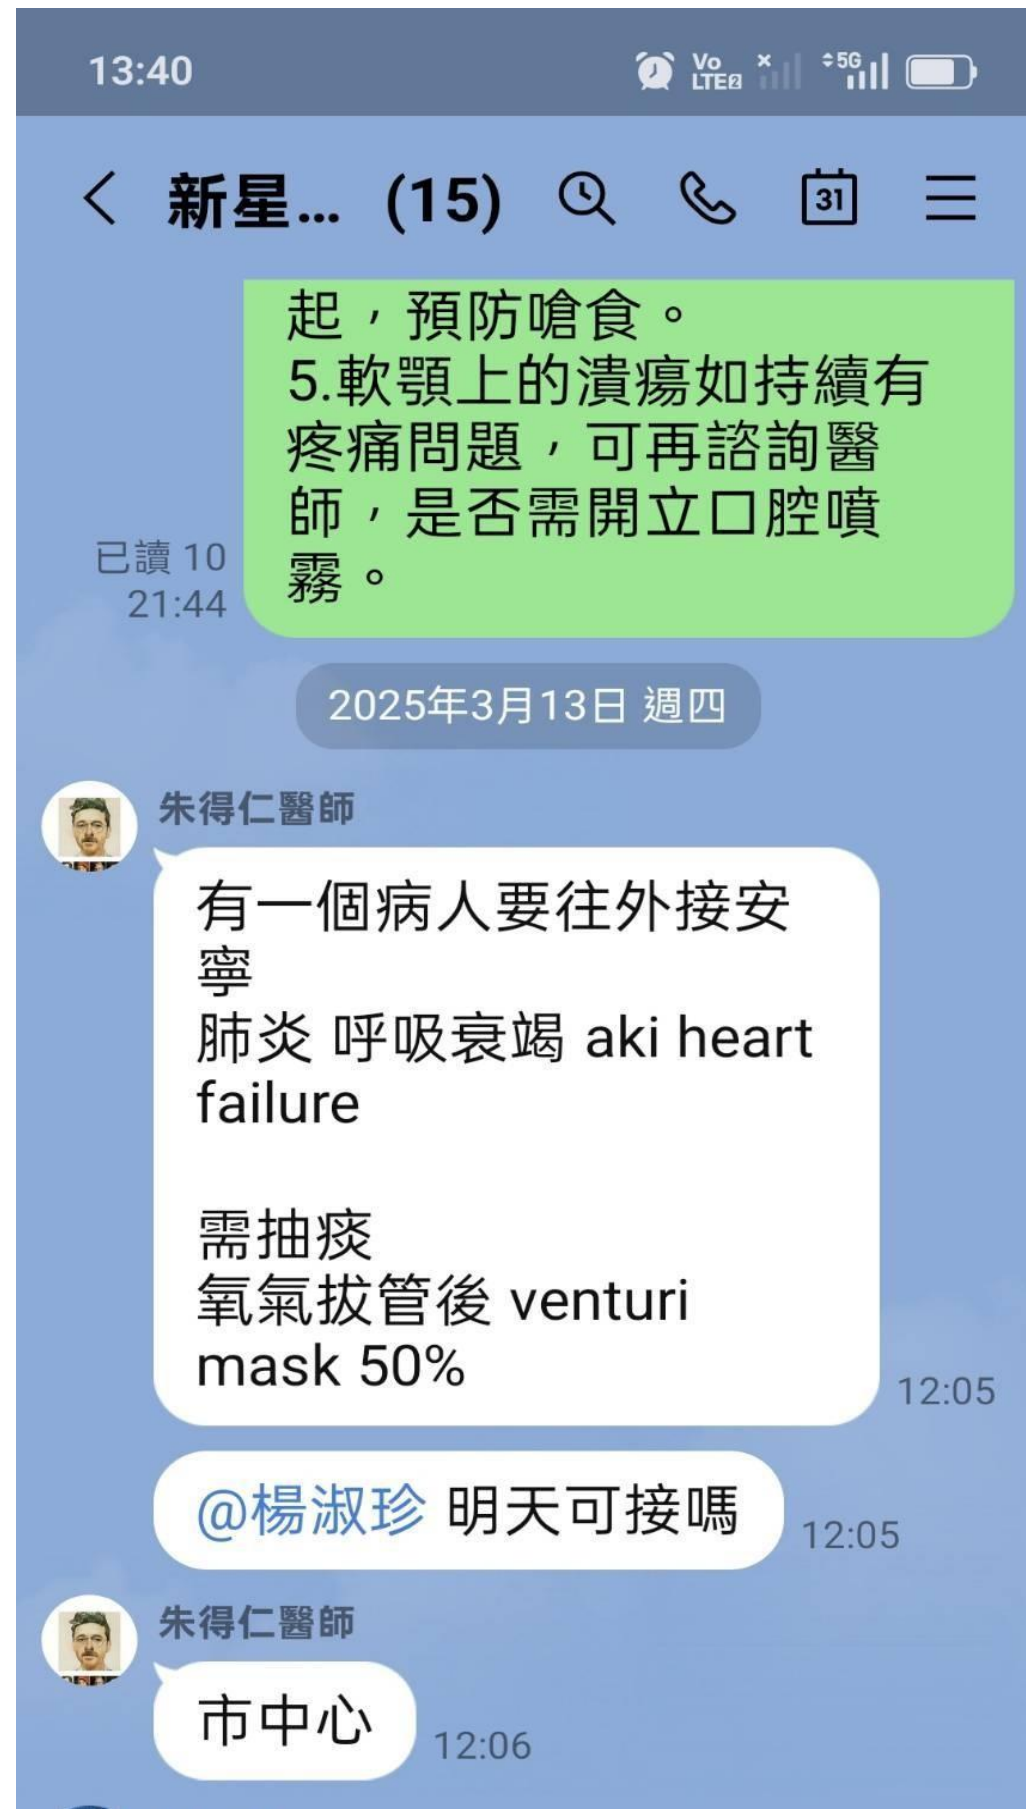 13:40
Vo LTE2 5G
新星... (15)
31
起，預防嗆食。
5.軟顎上的潰瘍如持續有
疼痛問題，可再諮詢醫
師，是否需開立口腔噴
霧。
已讀 10
21:44
2025年3月13日 週四
朱得仁醫師
有一個病人要往外接安
寧
肺炎 呼吸衰竭 aki heart
failure
需抽痰
氧氣拔管後 venturi
mask 50%
12:05
@楊淑珍 明天可接嗎
12:05
朱得仁醫師
市中心
12:06